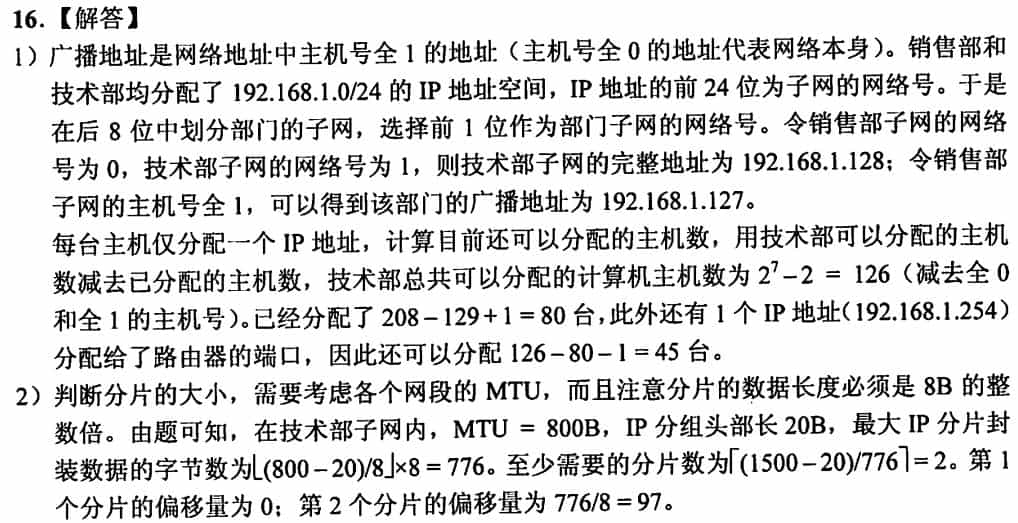 16.【解答】
1）广播地址是网络地址中主机号全 1 的地址（主机号全 0 的地址代表网络本身）。销售部和
技术部均分配了 192.168.1.0/24 的 IP 地址空间，IP 地址的前 24 位为子网的网络号。于是
在后 8 位中划分部门的子网，选择前 1 位作为部门子网的网络号。令销售部子网的网络
号为 0，技术部子网的网络号为 1，则技术部子网的完整地址为 192.168.1.128；令销售部
子网的主机号全 1，可以得到该部门的广播地址为 192.168.1.127。
每台主机仅分配一个 IP 地址，计算目前还可以分配的主机数，用技术部可以分配的主机
数减去已分配的主机数，技术部总共可以分配的计算机主机数为 2⁷－2 = 126（减去全 0
和全 1 的主机号）。已经分配了 208－129＋1＝80 台，此外还有 1 个 IP 地址（192.168.1.254）
分配给了路由器的端口，因此还可以分配 126－80－1＝45 台。
2）判断分片的大小，需要考虑各个网段的 MTU，而且注意分片的数据长度必须是 8B 的整
数倍。由题可知，在技术部子网内，MTU = 800B，IP 分组头部长 20B，最大 IP 分片封
装数据的字节数为⌊(800－20)/8⌋×8＝776。至少需要的分片数为⌈(1500－20)/776⌉＝2。第 1
个分片的偏移量为 0；第 2 个分片的偏移量为 776/8＝97。